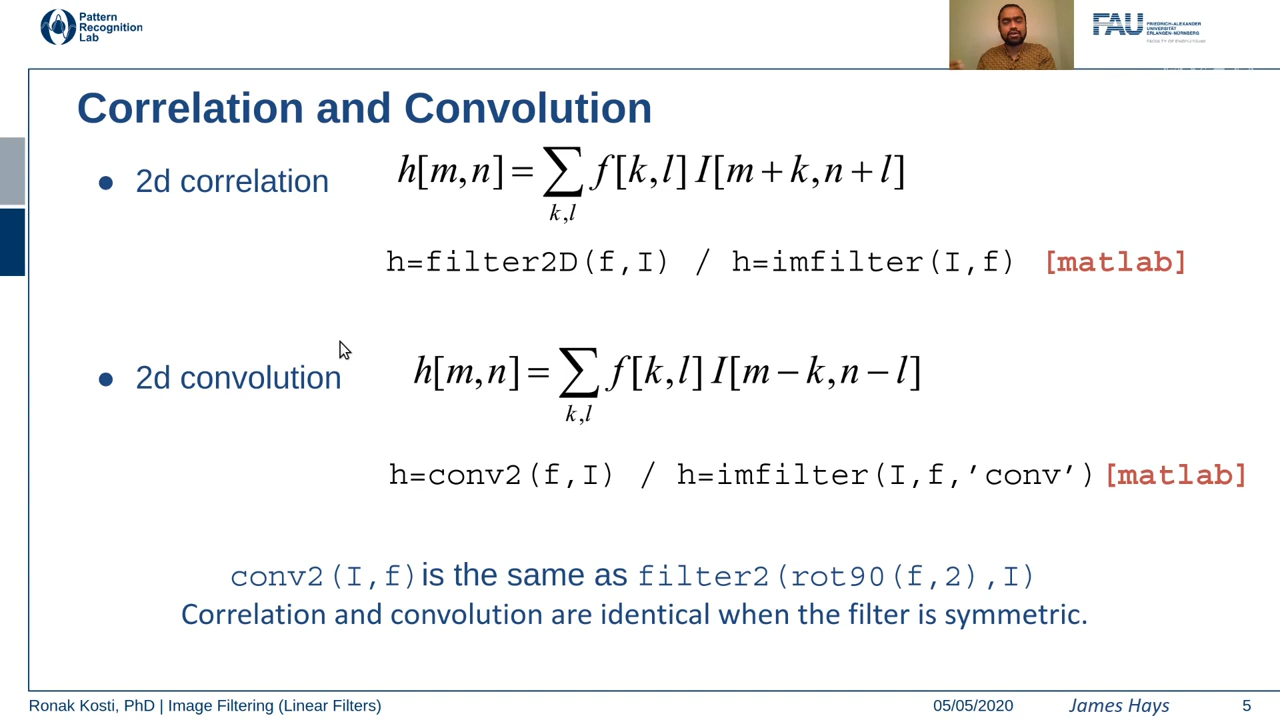 Pattern
Recognition
Lab
FAU
FRIEDRICH-ALEXANDER
UNIVERSITÄT
ERLANGEN-NÜRNBERG
Correlation and Convolution
● 2d correlation h[m,n] = ∑ f[k,l] I[m+k,n+l]
k,l
h=filter2D(f,I) / h=imfilter(I,f) [matlab]
● 2d convolution h[m,n] = ∑ f[k,l] I[m−k,n−l]
k,l
h=conv2(f,I) / h=imfilter(I,f,’conv’)[matlab]
conv2(I,f)is the same as filter2(rot90(f,2),I)
Correlation and convolution are identical when the filter is symmetric.
Ronak Kosti, PhD | Image Filtering (Linear Filters) 05/05/2020 James Hays 5